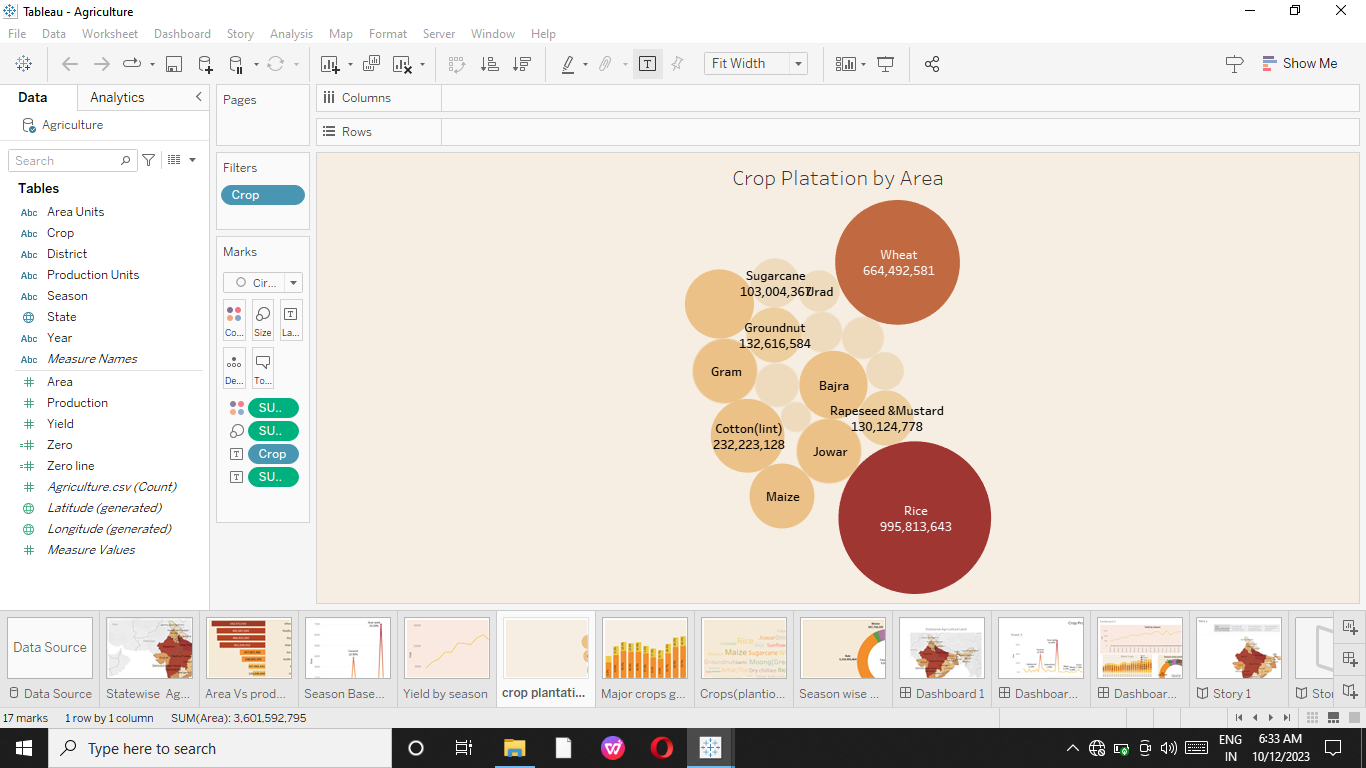 Tableau - Agriculture
File Data Worksheet Dashboard Story Analysis Map Format Server Window Help
Fit Width
Show Me
Data Analytics
Agriculture
Search
Tables
Abc Area Units
Abc Crop
Abc District
Abc Production Units
Abc Season
State
Abc Year
Abc Measure Names
Area
Production
Yield
Zero
Zero line
Agriculture.csv (Count)
Latitude (generated)
Longitude (generated)
Measure Values
Pages
Filters
Crop
Marks
Cir...
Co... Size La...
De... To...
SU..
SU..
Crop
SU..
Columns
Rows
Crop Platation by Area
Wheat
664,492,581
Sugarcane
103,004,367
Urad
Groundnut
132,616,584
Gram
Bajra
Rapeseed &Mustard
130,124,778
Cotton(lint)
232,223,128
Jowar
Maize
Rice
995,813,643
Data Source
Data Source
Statewise Ag...
Area Vs prod...
Season Base...
Yield by season
crop plantati...
Major crops g...
Crops(plantio...
Season wise ...
Dashboard 1
Dashboar...
Dashboar...
Story 1
17 marks 1 row by 1 column SUM(Area): 3,601,592,795
Type here to search
ENG
IN
6:33 AM
10/12/2023